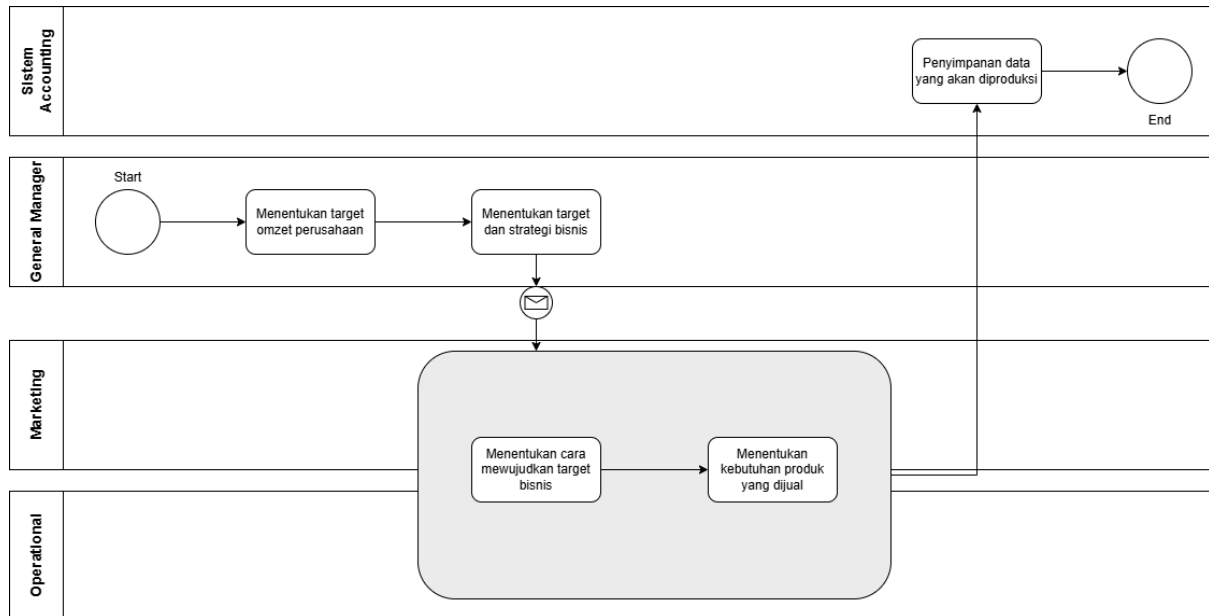 Sistem
Accounting
Penyimpanan data
yang akan diproduksi
End
General Manager
Start
Menentukan target
omzet perusahaan
Menentukan target
dan strategi bisnis
Marketing
Menentukan cara
mewujudkan target
bisnis
Menentukan
kebutuhan produk
yang dijual
Operational